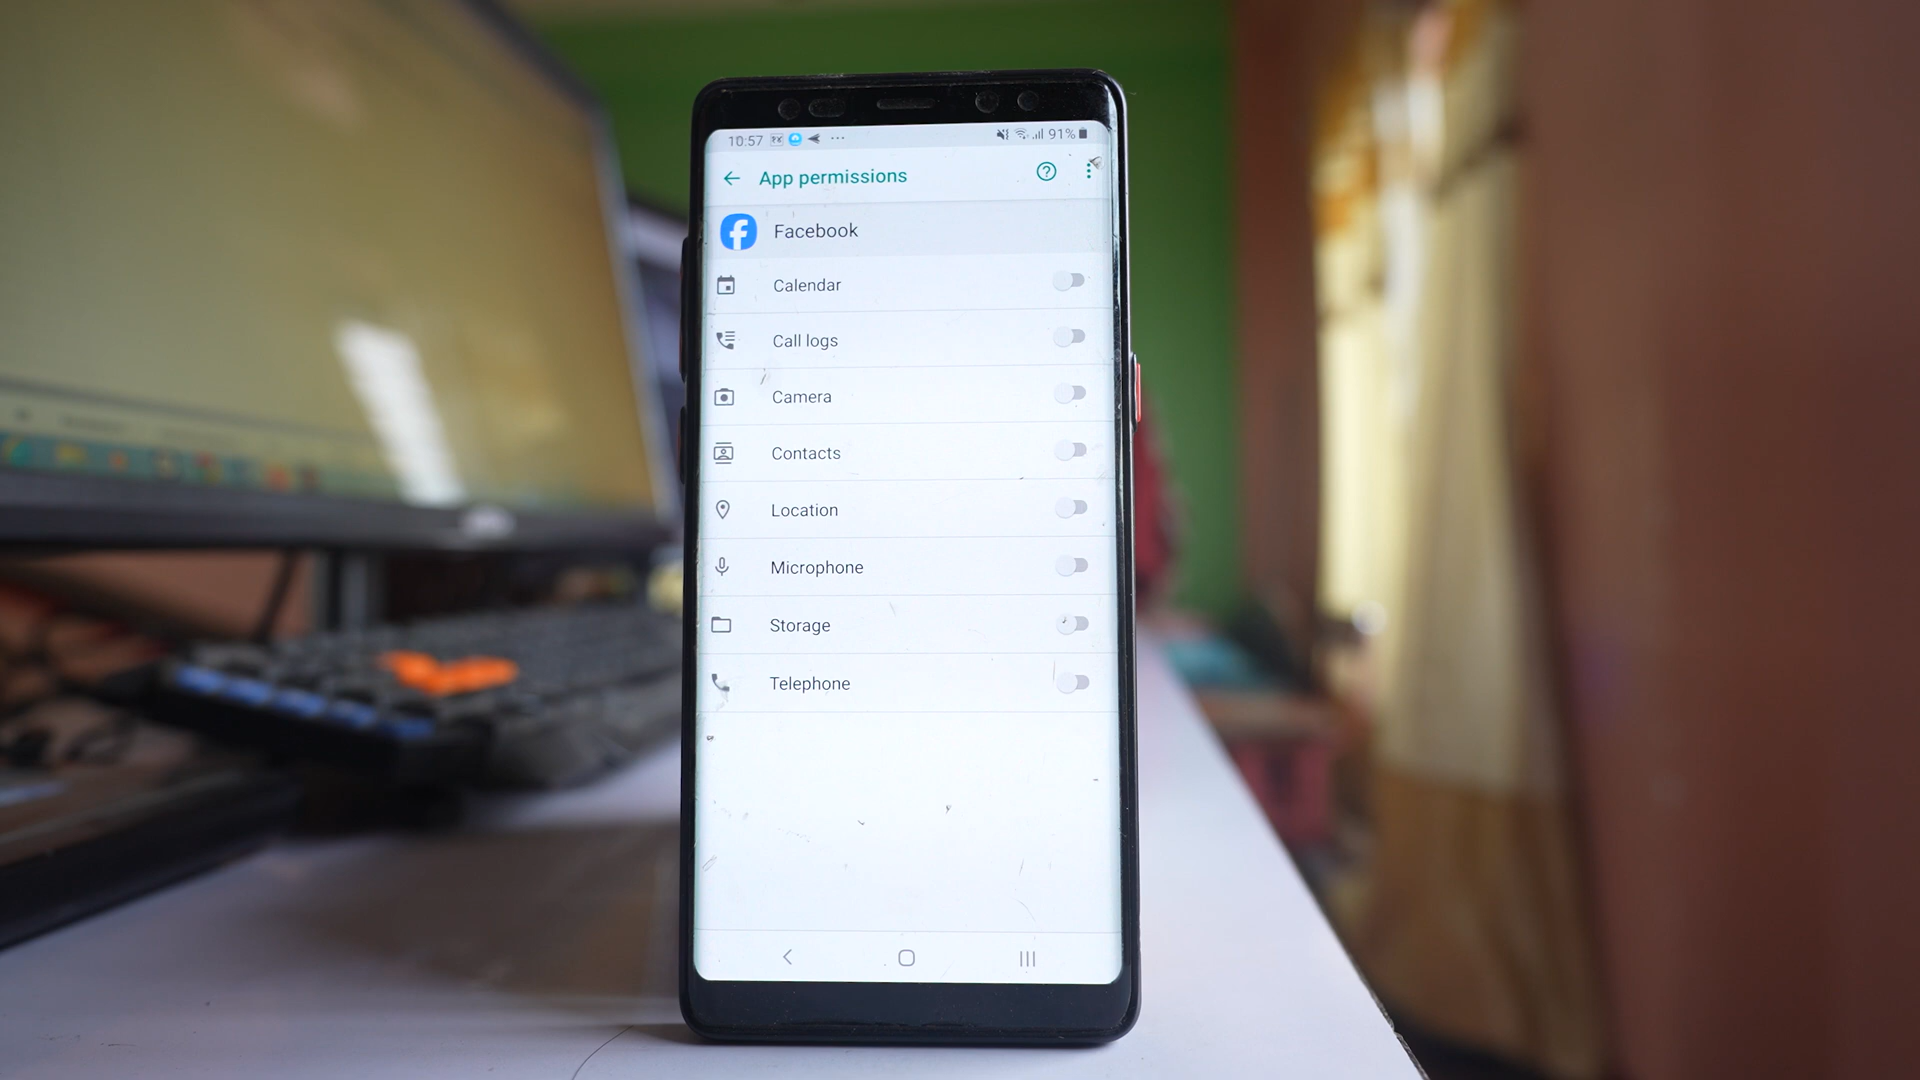 10:57 91%
App permissions
Facebook
Calendar
Call logs
Camera
Contacts
Location
Microphone
Storage
Telephone